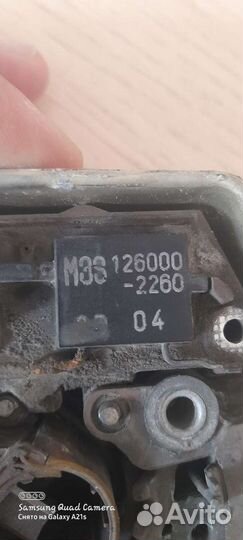 M3S 126000
-2260
04
SAMSUNG QUAD CAMERA
Снято на GALAXY A21S
Avito